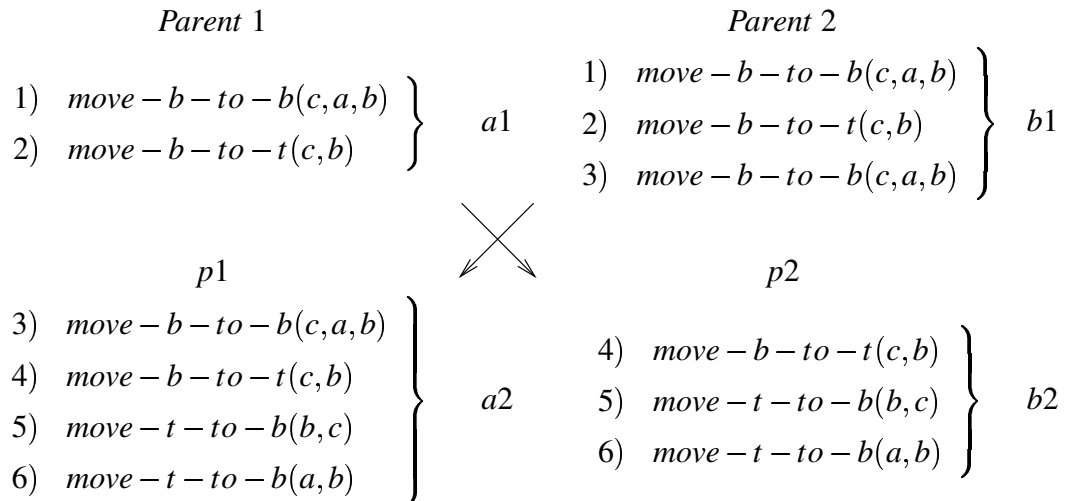 Parent 1
1) move − b − to − b(c, a, b)
2) move − b − to − t(c, b)
a1
Parent 2
1) move − b − to − b(c, a, b)
2) move − b − to − t(c, b)
3) move − b − to − b(c, a, b)
b1
p1
3) move − b − to − b(c, a, b)
4) move − b − to − t(c, b)
5) move − t − to − b(b, c)
6) move − t − to − b(a, b)
a2
p2
4) move − b − to − t(c, b)
5) move − t − to − b(b, c)
6) move − t − to − b(a, b)
b2